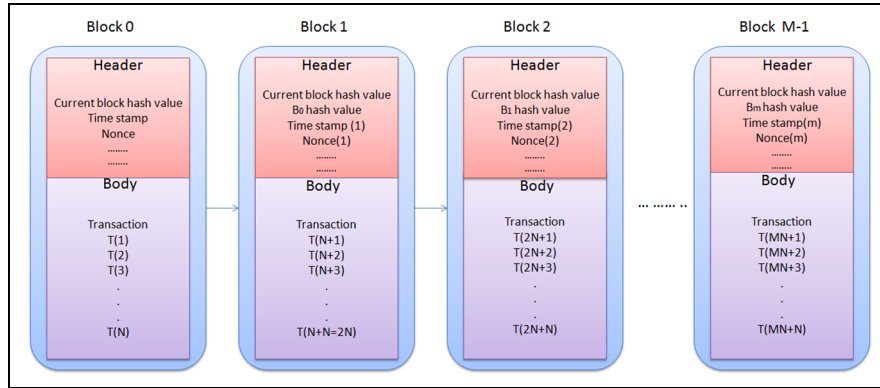 Block 0
Header
Current block hash value
Time stamp
Nonce
........
........
Body
Transaction
T(1)
T(2)
T(3)
.
.
.
T(N)
Block 1
Header
Current block hash value
B0 hash value
Time stamp (1)
Nonce(1)
........
........
Body
Transaction
T(N+1)
T(N+2)
T(N+3)
.
.
.
T(N+N=2N)
Block 2
Header
Current block hash value
B1 hash value
Time stamp(2)
Nonce(2)
........
........
Body
Transaction
T(2N+1)
T(2N+2)
T(2N+3)
.
.
.
T(2N+N)
... ... ... ..
Block M-1
Header
Current block hash value
Bm hash value
Time stamp(m)
Nonce(m)
........
........
Body
Transaction
T(MN+1)
T(MN+2)
T(MN+3)
.
.
.
T(MN+N)